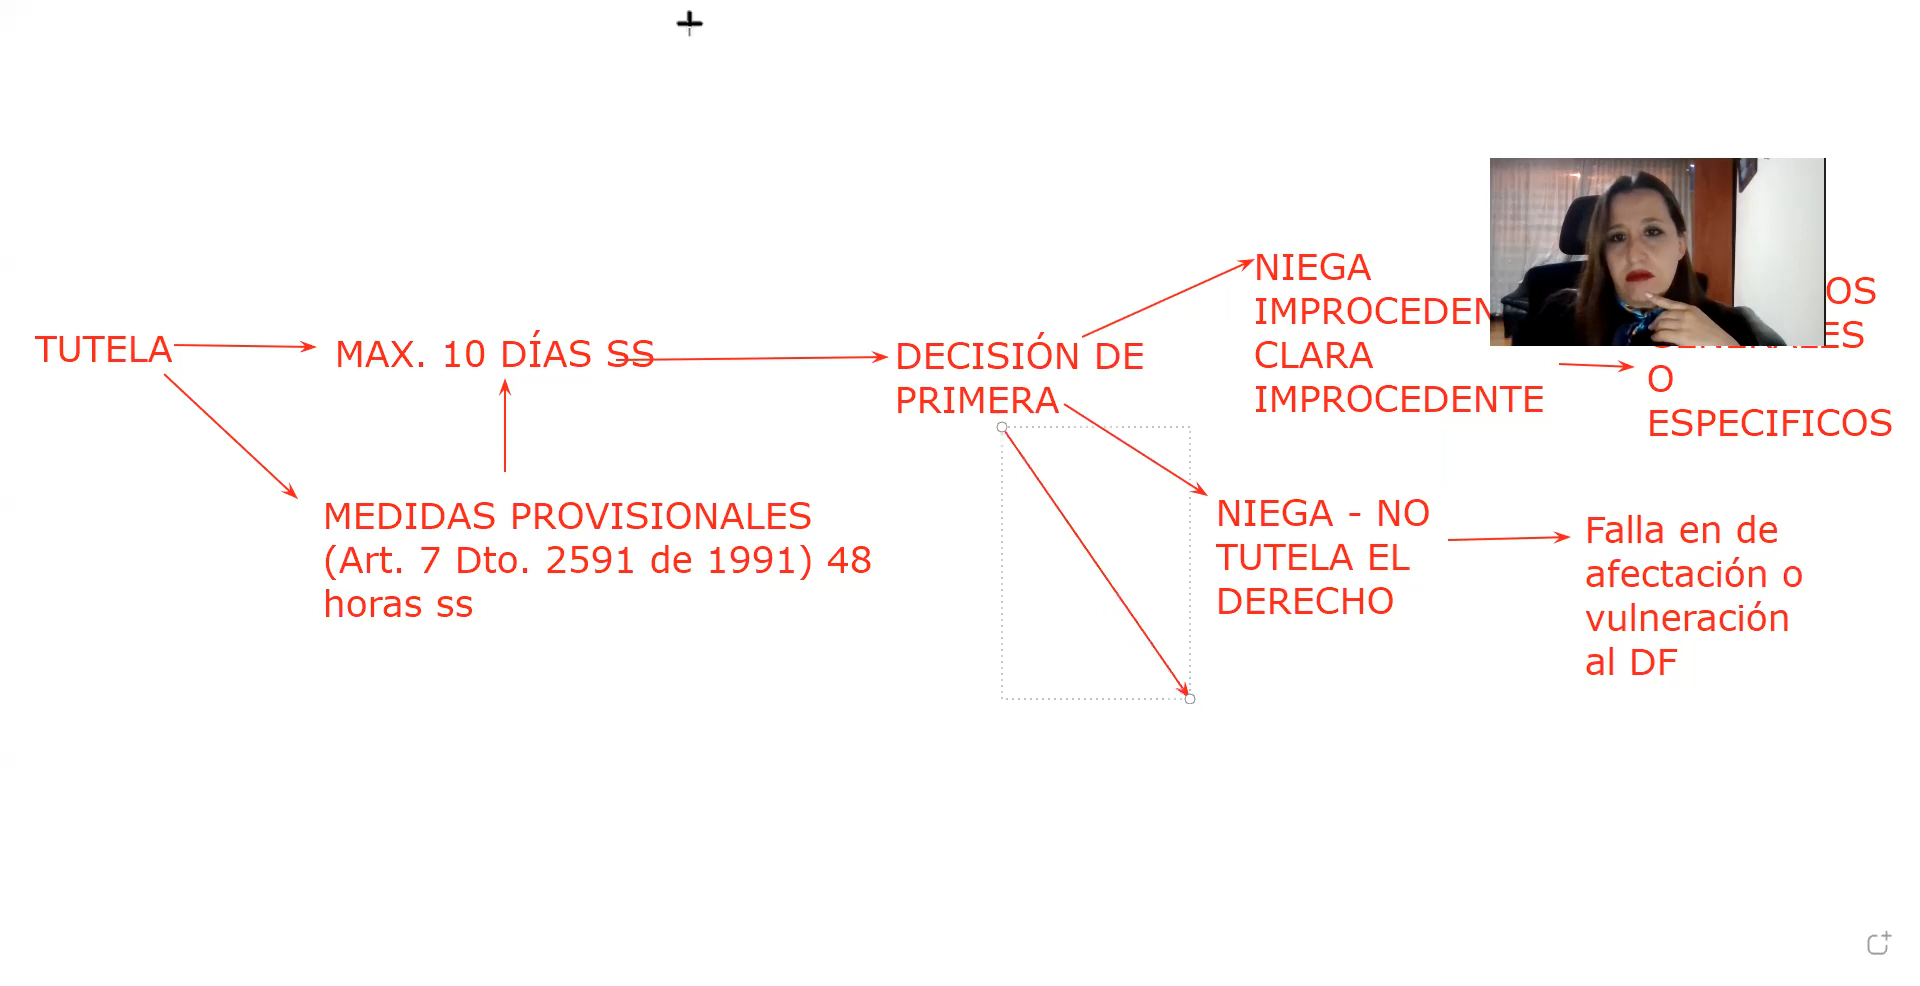 TUTELA
MAX. 10 DÍAS SS
MEDIDAS PROVISIONALES
(Art. 7 Dto. 2591 de 1991) 48
horas ss
DECISIÓN DE
PRIMERA
NIEGA
IMPROCEDEN
CLARA
IMPROCEDENTE
OS
ES
O
ESPECIFICOS
NIEGA - NO
TUTELA EL
DERECHO
Falla en de
afectación o
vulneración
al DF